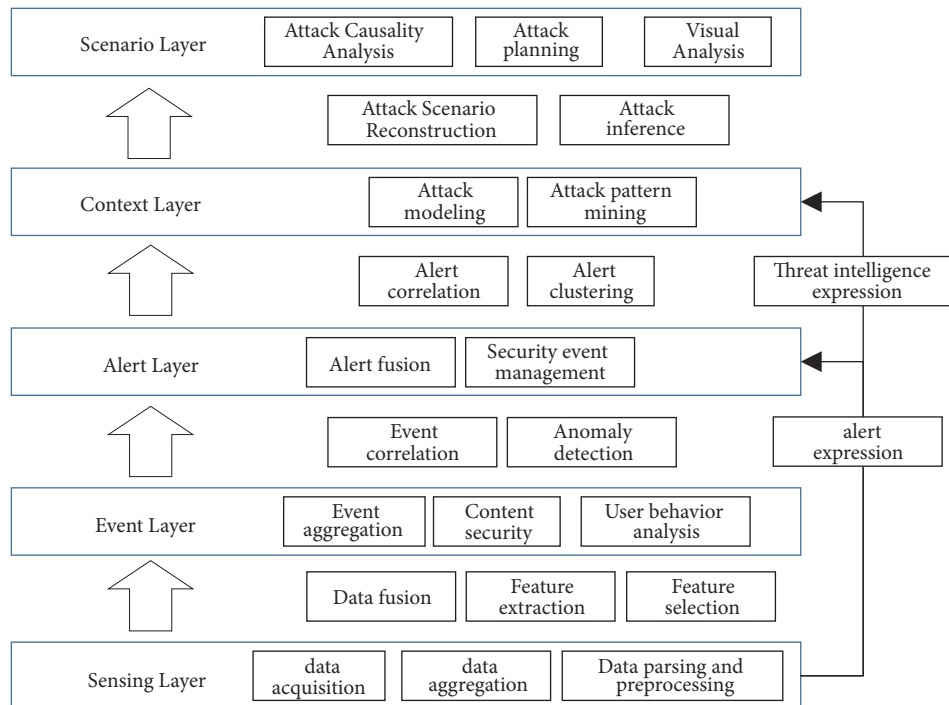 Scenario Layer
Attack Causality
Analysis
Attack
planning
Visual
Analysis
Attack Scenario
Reconstruction
Attack
inference
Context Layer
Attack
modeling
Attack pattern
mining
Alert
correlation
Alert
clustering
Threat intelligence
expression
Alert Layer
Alert fusion
Security event
management
Event
correlation
Anomaly
detection
alert
expression
Event Layer
Event
aggregation
Content
security
User behavior
analysis
Data fusion
Feature
extraction
Feature
selection
Sensing Layer
data
acquisition
data
aggregation
Data parsing and
preprocessing